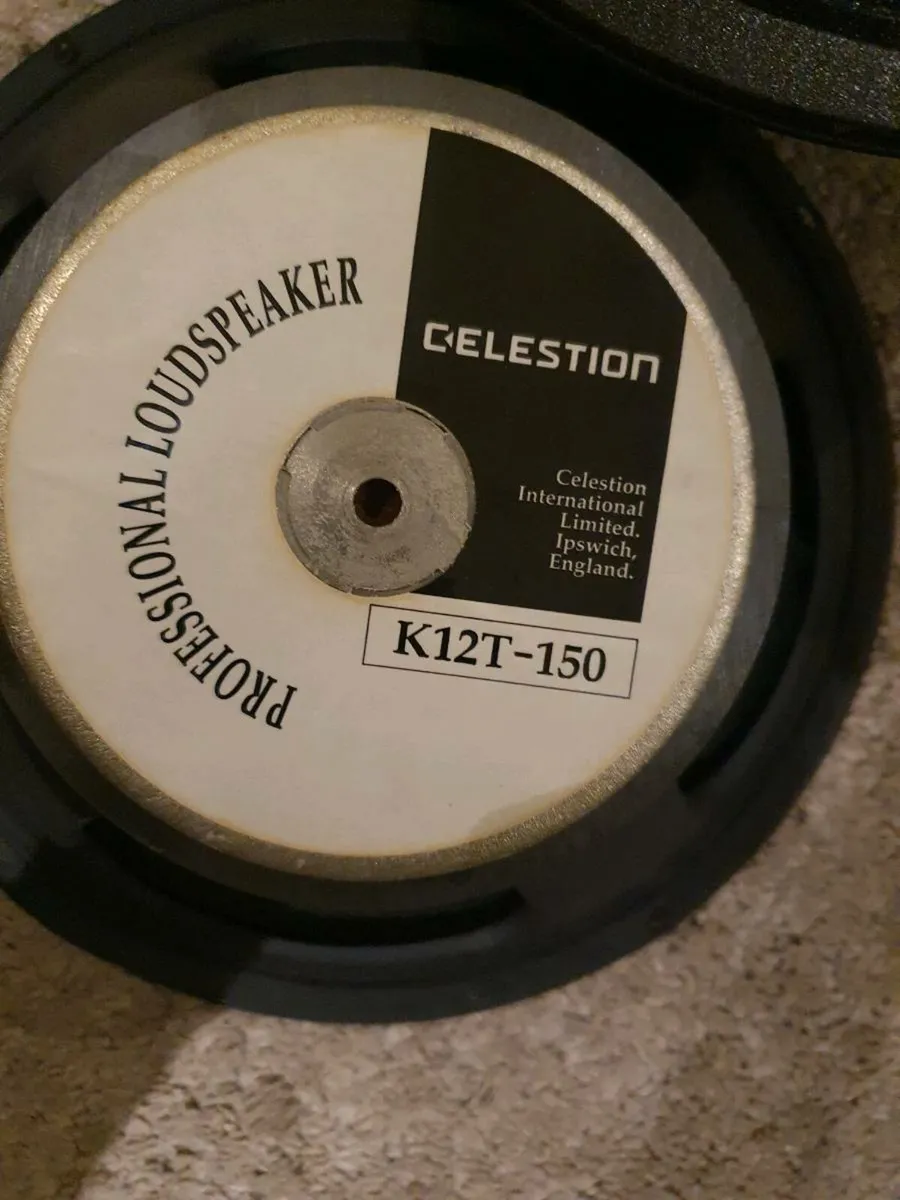 PROFESSIONAL LOUDSPEAKER
CELESTION
Celestion
International
Limited.
Ipswich,
England.
K12T-150